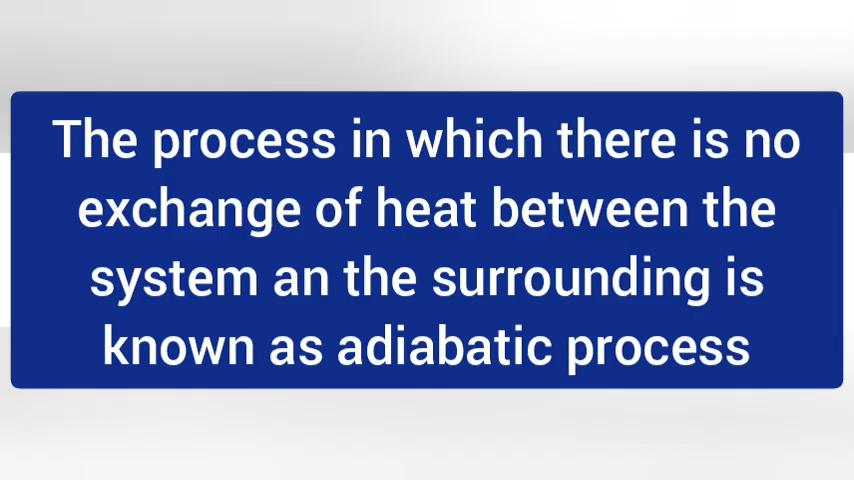 The process in which there is no
exchange of heat between the
system an the surrounding is
known as adiabatic process